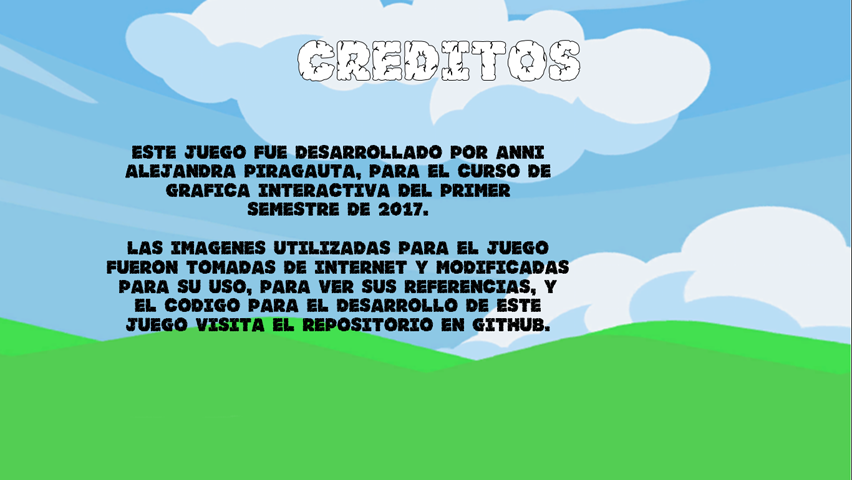 CREDITOS
ESTE JUEGO FUE DESARROLLADO POR ANNI
ALEJANDRA PIRAGAUTA, PARA EL CURSO DE
GRAFICA INTERACTIVA DEL PRIMER
SEMESTRE DE 2017.
LAS IMAGENES UTILIZADAS PARA EL JUEGO
FUERON TOMADAS DE INTERNET Y MODIFICADAS
PARA SU USO, PARA VER SUS REFERENCIAS, Y
EL CODIGO PARA EL DESARROLLO DE ESTE
JUEGO VISITA EL REPOSITORIO EN GITHUB.